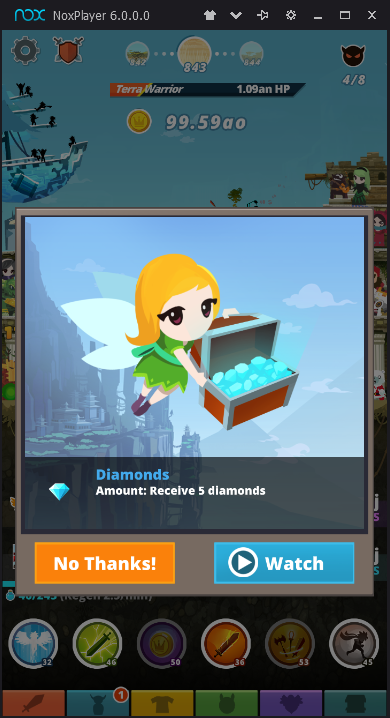 nox NoxPlayer 6.0.0.0
842 843 844
4/8
Terra Warrior 1.09an HP
99.59ao
Diamonds
Amount: Receive 5 diamonds
No Thanks! Watch
32 46 50 36 53 45
1